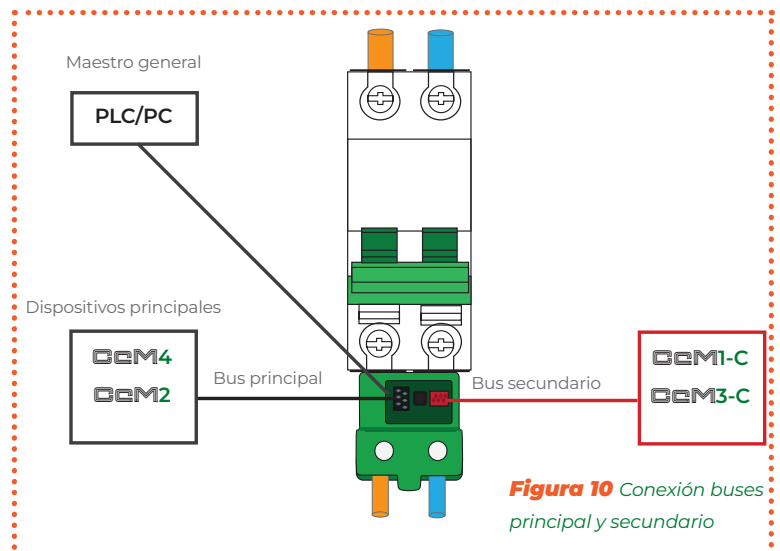 Maestro general
PLC/PC
Dispositivos principales
CcM4
CcM2
Bus principal
Bus secundario
CcM1-C
CcM3-C
Figura 10 Conexión buses
principal y secundario